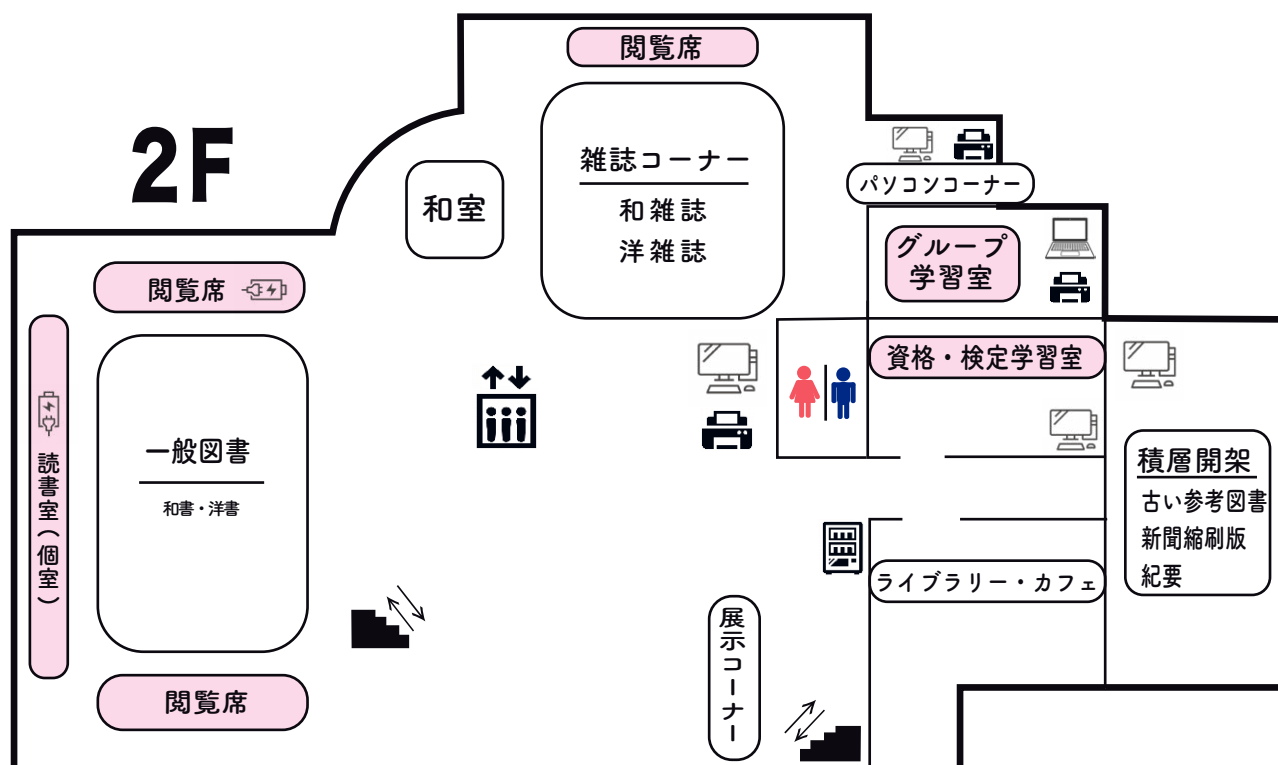 2F
閲覧席
雑誌コーナー
和雑誌
洋雑誌
和室
パソコンコーナー
グループ
学習室
閲覧席
資格・検定学習室
読書室(個室)
一般図書
和書・洋書
積層開架
古い参考図書
新聞縮刷版
紀要
ライブラリー・カフェ
展示コーナー
閲覧席